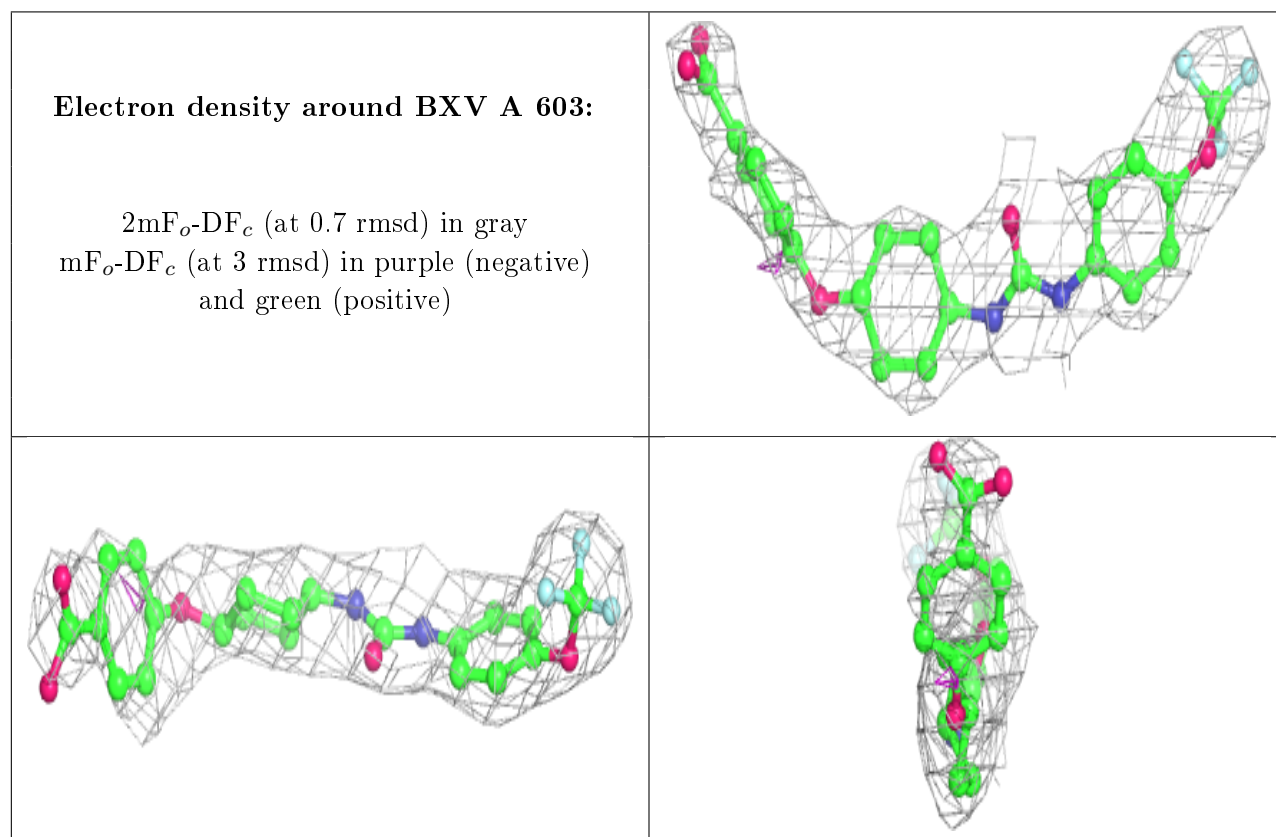 Electron density around BXV A 603:
2mFo-DFc (at 0.7 rmsd) in gray
mFo-DFc (at 3 rmsd) in purple (negative)
and green (positive)